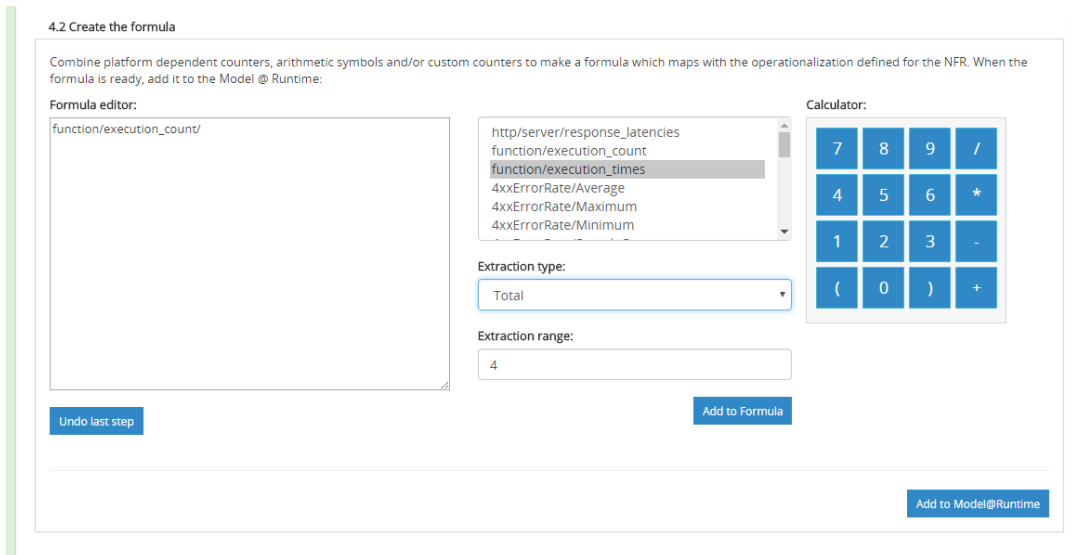 4.2 Create the formula
Combine platform dependent counters, arithmetic symbols and/or custom counters to make a formula which maps with the operationalization defined for the NFR. When the
formula is ready, add it to the Model @ Runtime:
Formula editor:
function/execution_count/
Undo last step
http/server/response_latencies
function/execution_count
function/execution_times
4xxErrorRate/Average
4xxErrorRate/Maximum
4xxErrorRate/Minimum
Extraction type:
Total
Extraction range:
4
Add to Formula
Calculator:
7 8 9 /
4 5 6 *
1 2 3 -
( 0 ) +
Add to Model@Runtime